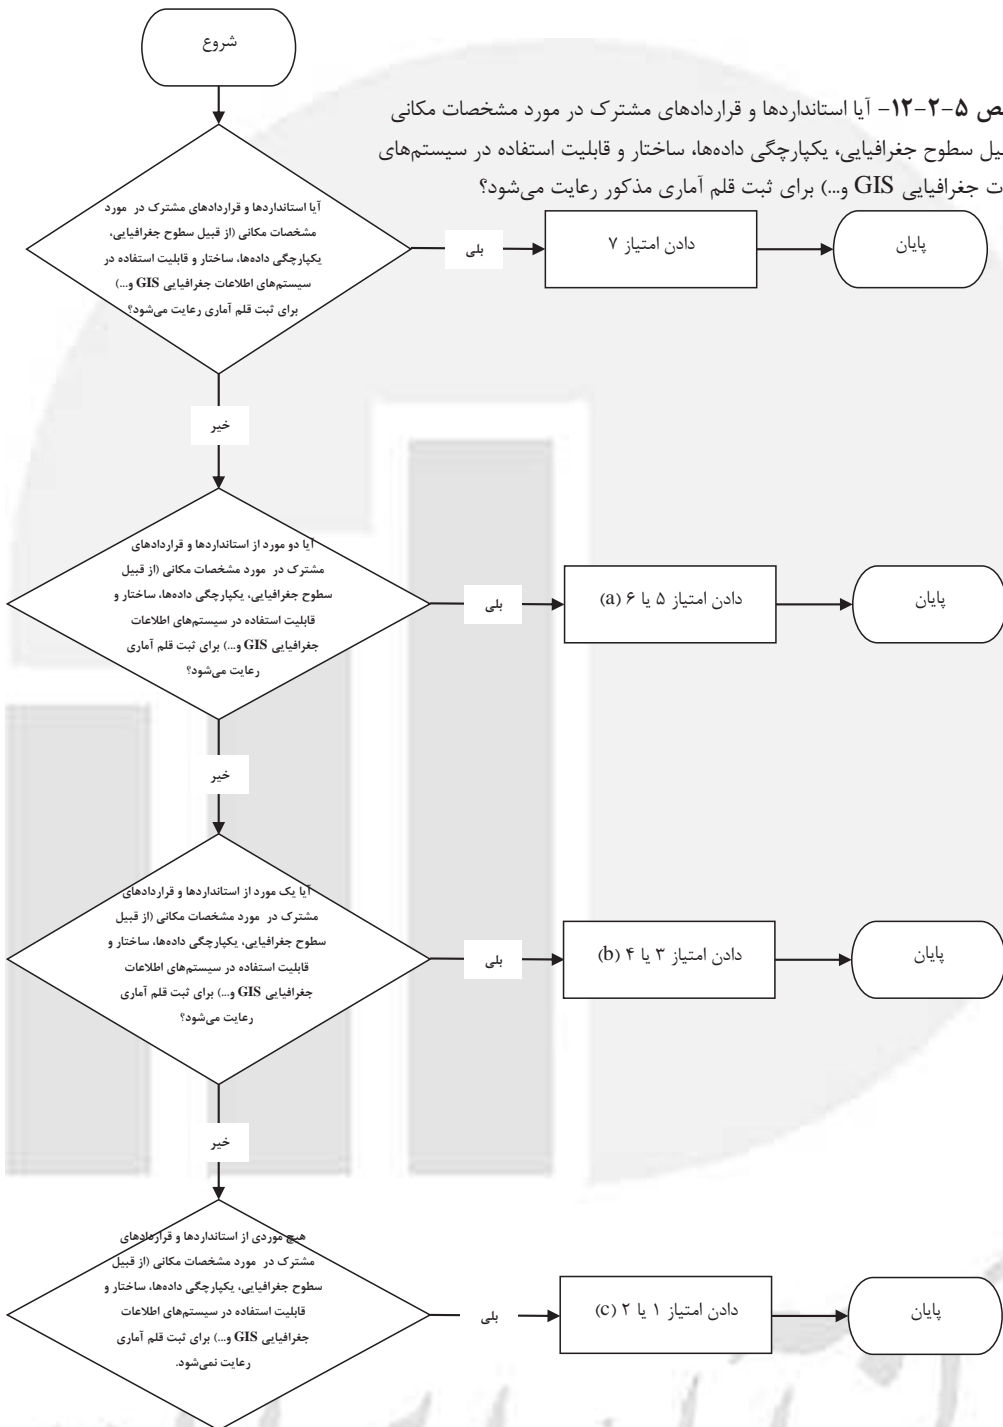 شروع
ص ۵-۲-۱۲- آیا استانداردها و قراردادهای مشترک در مورد مشخصات مکانی
بیل سطوح جغرافیایی، یکپارچگی داده‌ها، ساختار و قابلیت استفاده در سیستم‌های
ت جغرافیایی GIS و...) برای ثبت قلم آماری مذکور رعایت می‌شود؟
آیا استانداردها و قراردادهای مشترک در مورد
مشخصات مکانی (از قبیل سطوح جغرافیایی،
یکپارچگی داده‌ها، ساختار و قابلیت استفاده در
سیستم‌های اطلاعات جغرافیایی GIS و...)
برای ثبت قلم آماری رعایت می‌شود؟
بلی
دادن امتیاز ۷
پایان
خیر
آیا دو مورد از استانداردها و قراردادهای
مشترک در مورد مشخصات مکانی (از قبیل
سطوح جغرافیایی، یکپارچگی داده‌ها، ساختار و
قابلیت استفاده در سیستم‌های اطلاعات
جغرافیایی GIS و...) برای ثبت قلم آماری
رعایت می‌شود؟
بلی
دادن امتیاز ۵ یا ۶ (a)
پایان
خیر
آیا یک مورد از استانداردها و قراردادهای
مشترک در مورد مشخصات مکانی (از قبیل
سطوح جغرافیایی، یکپارچگی داده‌ها، ساختار و
قابلیت استفاده در سیستم‌های اطلاعات
جغرافیایی GIS و...) برای ثبت قلم آماری
رعایت می‌شود؟
بلی
دادن امتیاز ۳ یا ۴ (b)
پایان
خیر
هیچ موردی از استانداردها و قراردادهای
مشترک در مورد مشخصات مکانی (از قبیل
سطوح جغرافیایی، یکپارچگی داده‌ها، ساختار و
قابلیت استفاده در سیستم‌های اطلاعات
جغرافیایی GIS و...) برای ثبت قلم آماری
رعایت نمی‌شود.
بلی
دادن امتیاز ۱ یا ۲ (c)
پایان